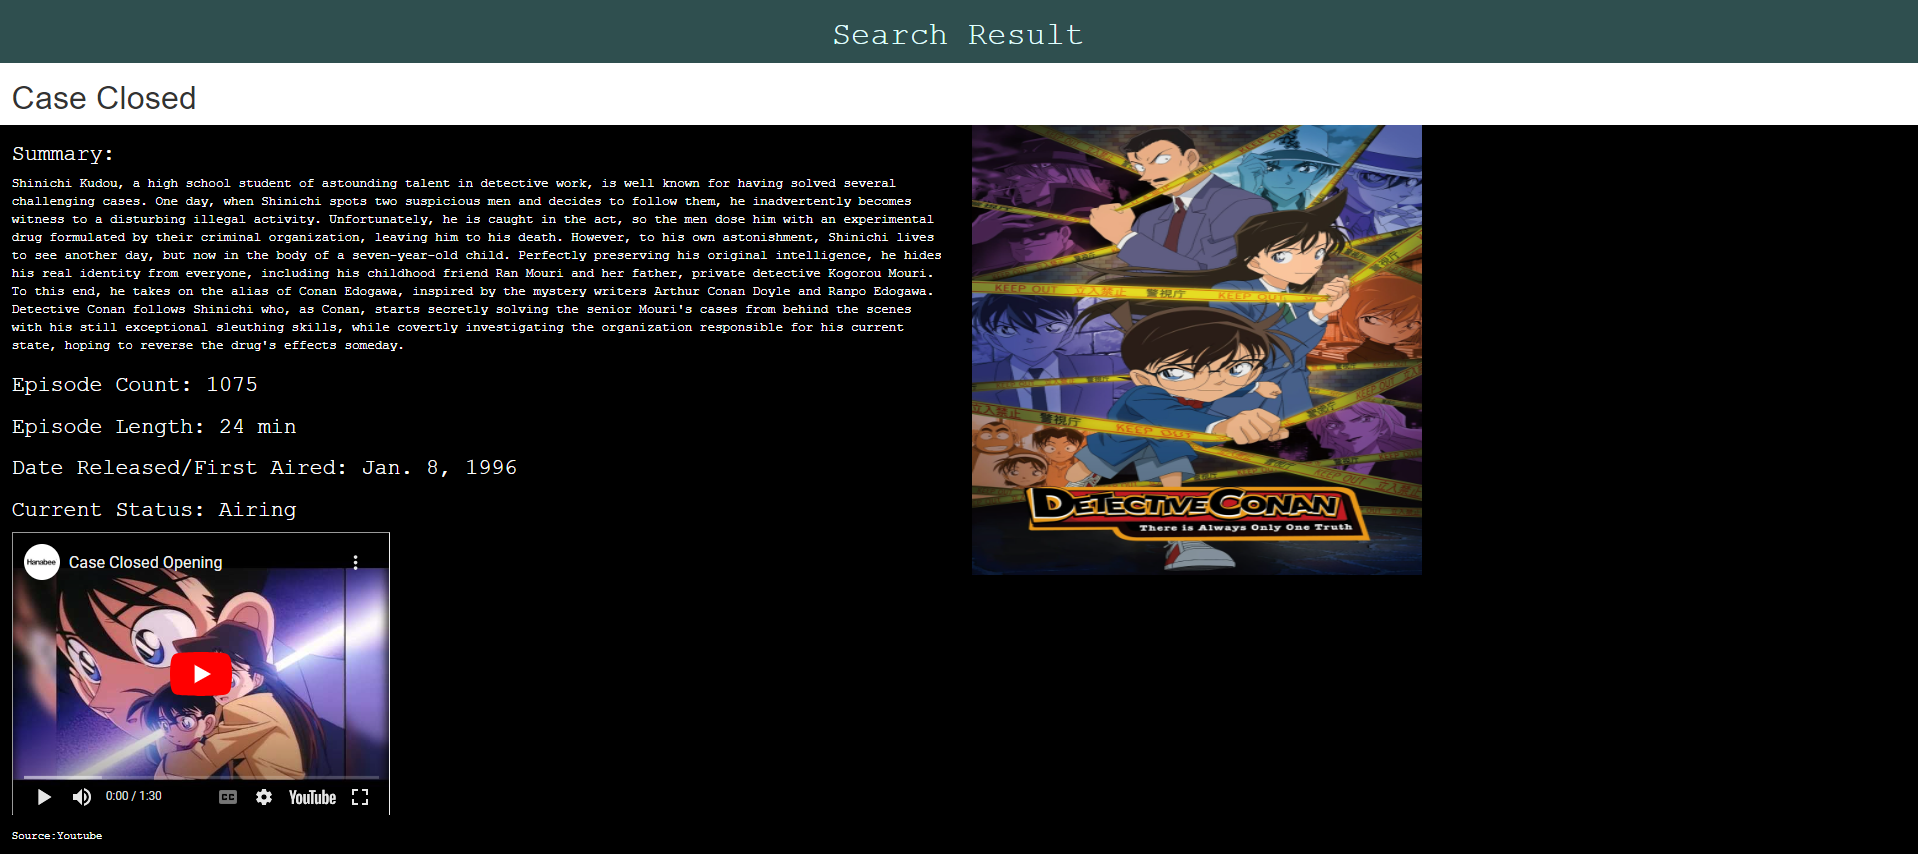 Search Result
Case Closed
Summary:
Shinichi Kudou, a high school student of astounding talent in detective work, is well known for having solved several
challenging cases. One day, when Shinichi spots two suspicious men and decides to follow them, he inadvertently becomes
witness to a disturbing illegal activity. Unfortunately, he is caught in the act, so the men dose him with an experimental
drug formulated by their criminal organization, leaving him to his death. However, to his own astonishment, Shinichi lives
to see another day, but now in the body of a seven-year-old child. Perfectly preserving his original intelligence, he hides
his real identity from everyone, including his childhood friend Ran Mouri and her father, private detective Kogorou Mouri.
To this end, he takes on the alias of Conan Edogawa, inspired by the mystery writers Arthur Conan Doyle and Ranpo Edogawa.
Detective Conan follows Shinichi who, as Conan, starts secretly solving the senior Mouri's cases from behind the scenes
with his still exceptional sleuthing skills, while covertly investigating the organization responsible for his current
state, hoping to reverse the drug's effects someday.
Episode Count: 1075
Episode Length: 24 min
Date Released/First Aired: Jan. 8, 1996
Current Status: Airing
Hanabee
Case Closed Opening
0:00 / 1:30
CC
YouTube
Source:Youtube
KEEP OUT
KEEP OUT 立入禁止 警視庁 KEEP OUT
立入禁止 警視庁 KEEP OUT
DETECTIVE CONAN
There is Always Only One Truth